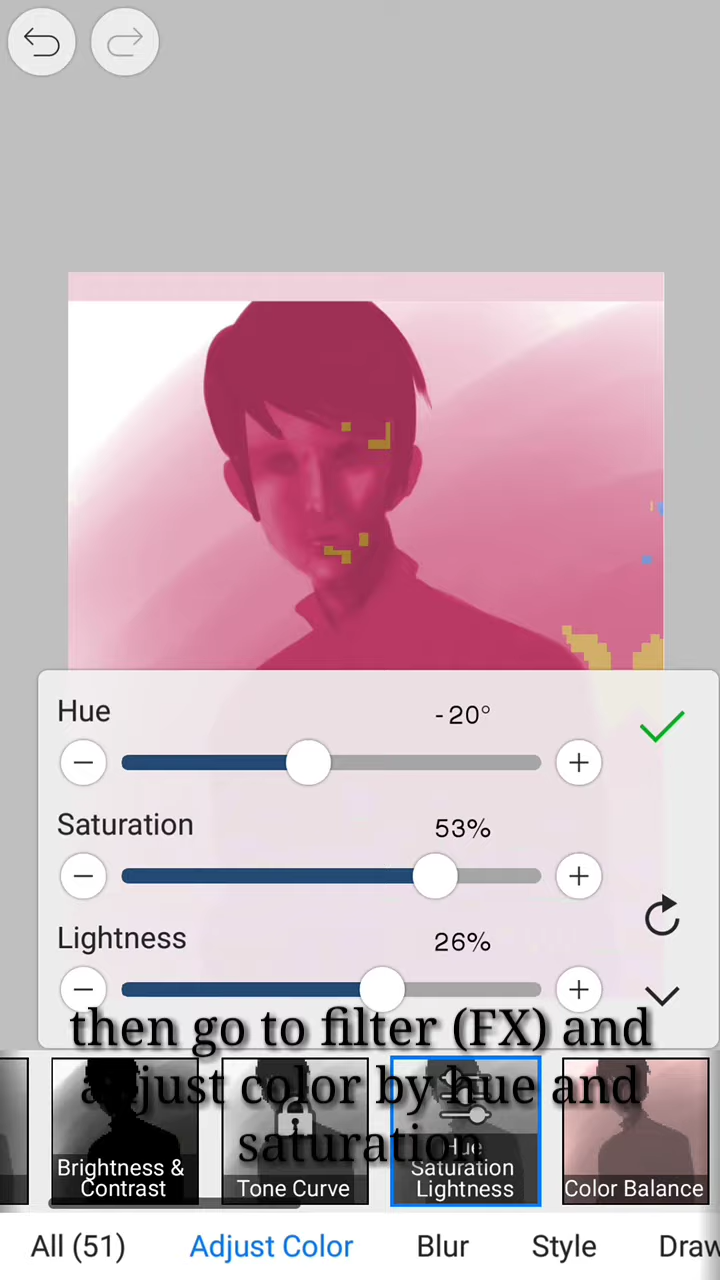 Hue
-20°
Saturation
53%
Lightness
26%
then go to filter (FX) and
adjust color by hue and
saturation
Brightness &
Contrast
Tone Curve
Hue
Saturation
Lightness
Color Balance
All (51)
Adjust Color
Blur
Style
Draw